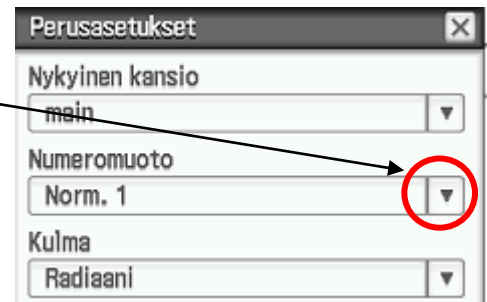 Perusasetukset
Nykyinen kansio
main
Numeromuoto
Norm. 1
Kulma
Radiaani